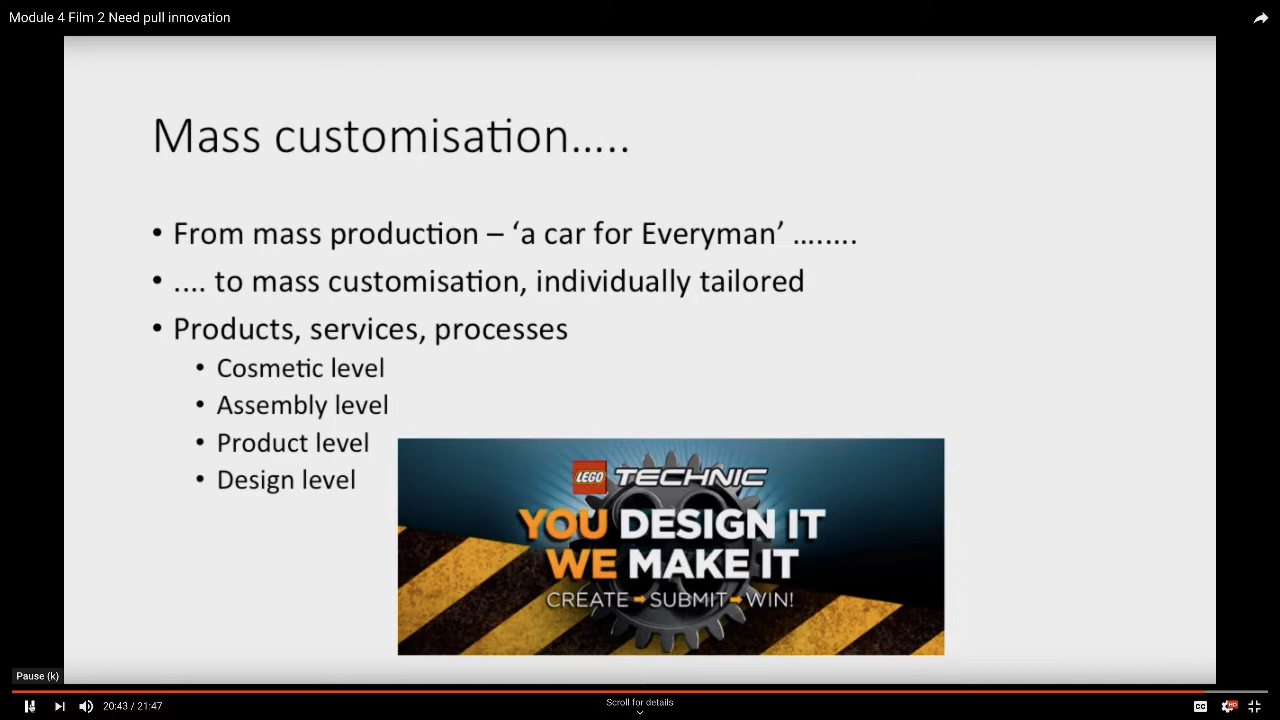 Module 4 Film 2 Need pull innovation
Mass customisation.....
• From mass production – ‘a car for Everyman’ ........
• .... to mass customisation, individually tailored
• Products, services, processes
• Cosmetic level
• Assembly level
• Product level
• Design level
LEGO TECHNIC
YOU DESIGN IT
WE MAKE IT
CREATE➡SUBMIT➡WIN!
Pause (k)
20:43 / 21:47
Scroll for details
CC
HD